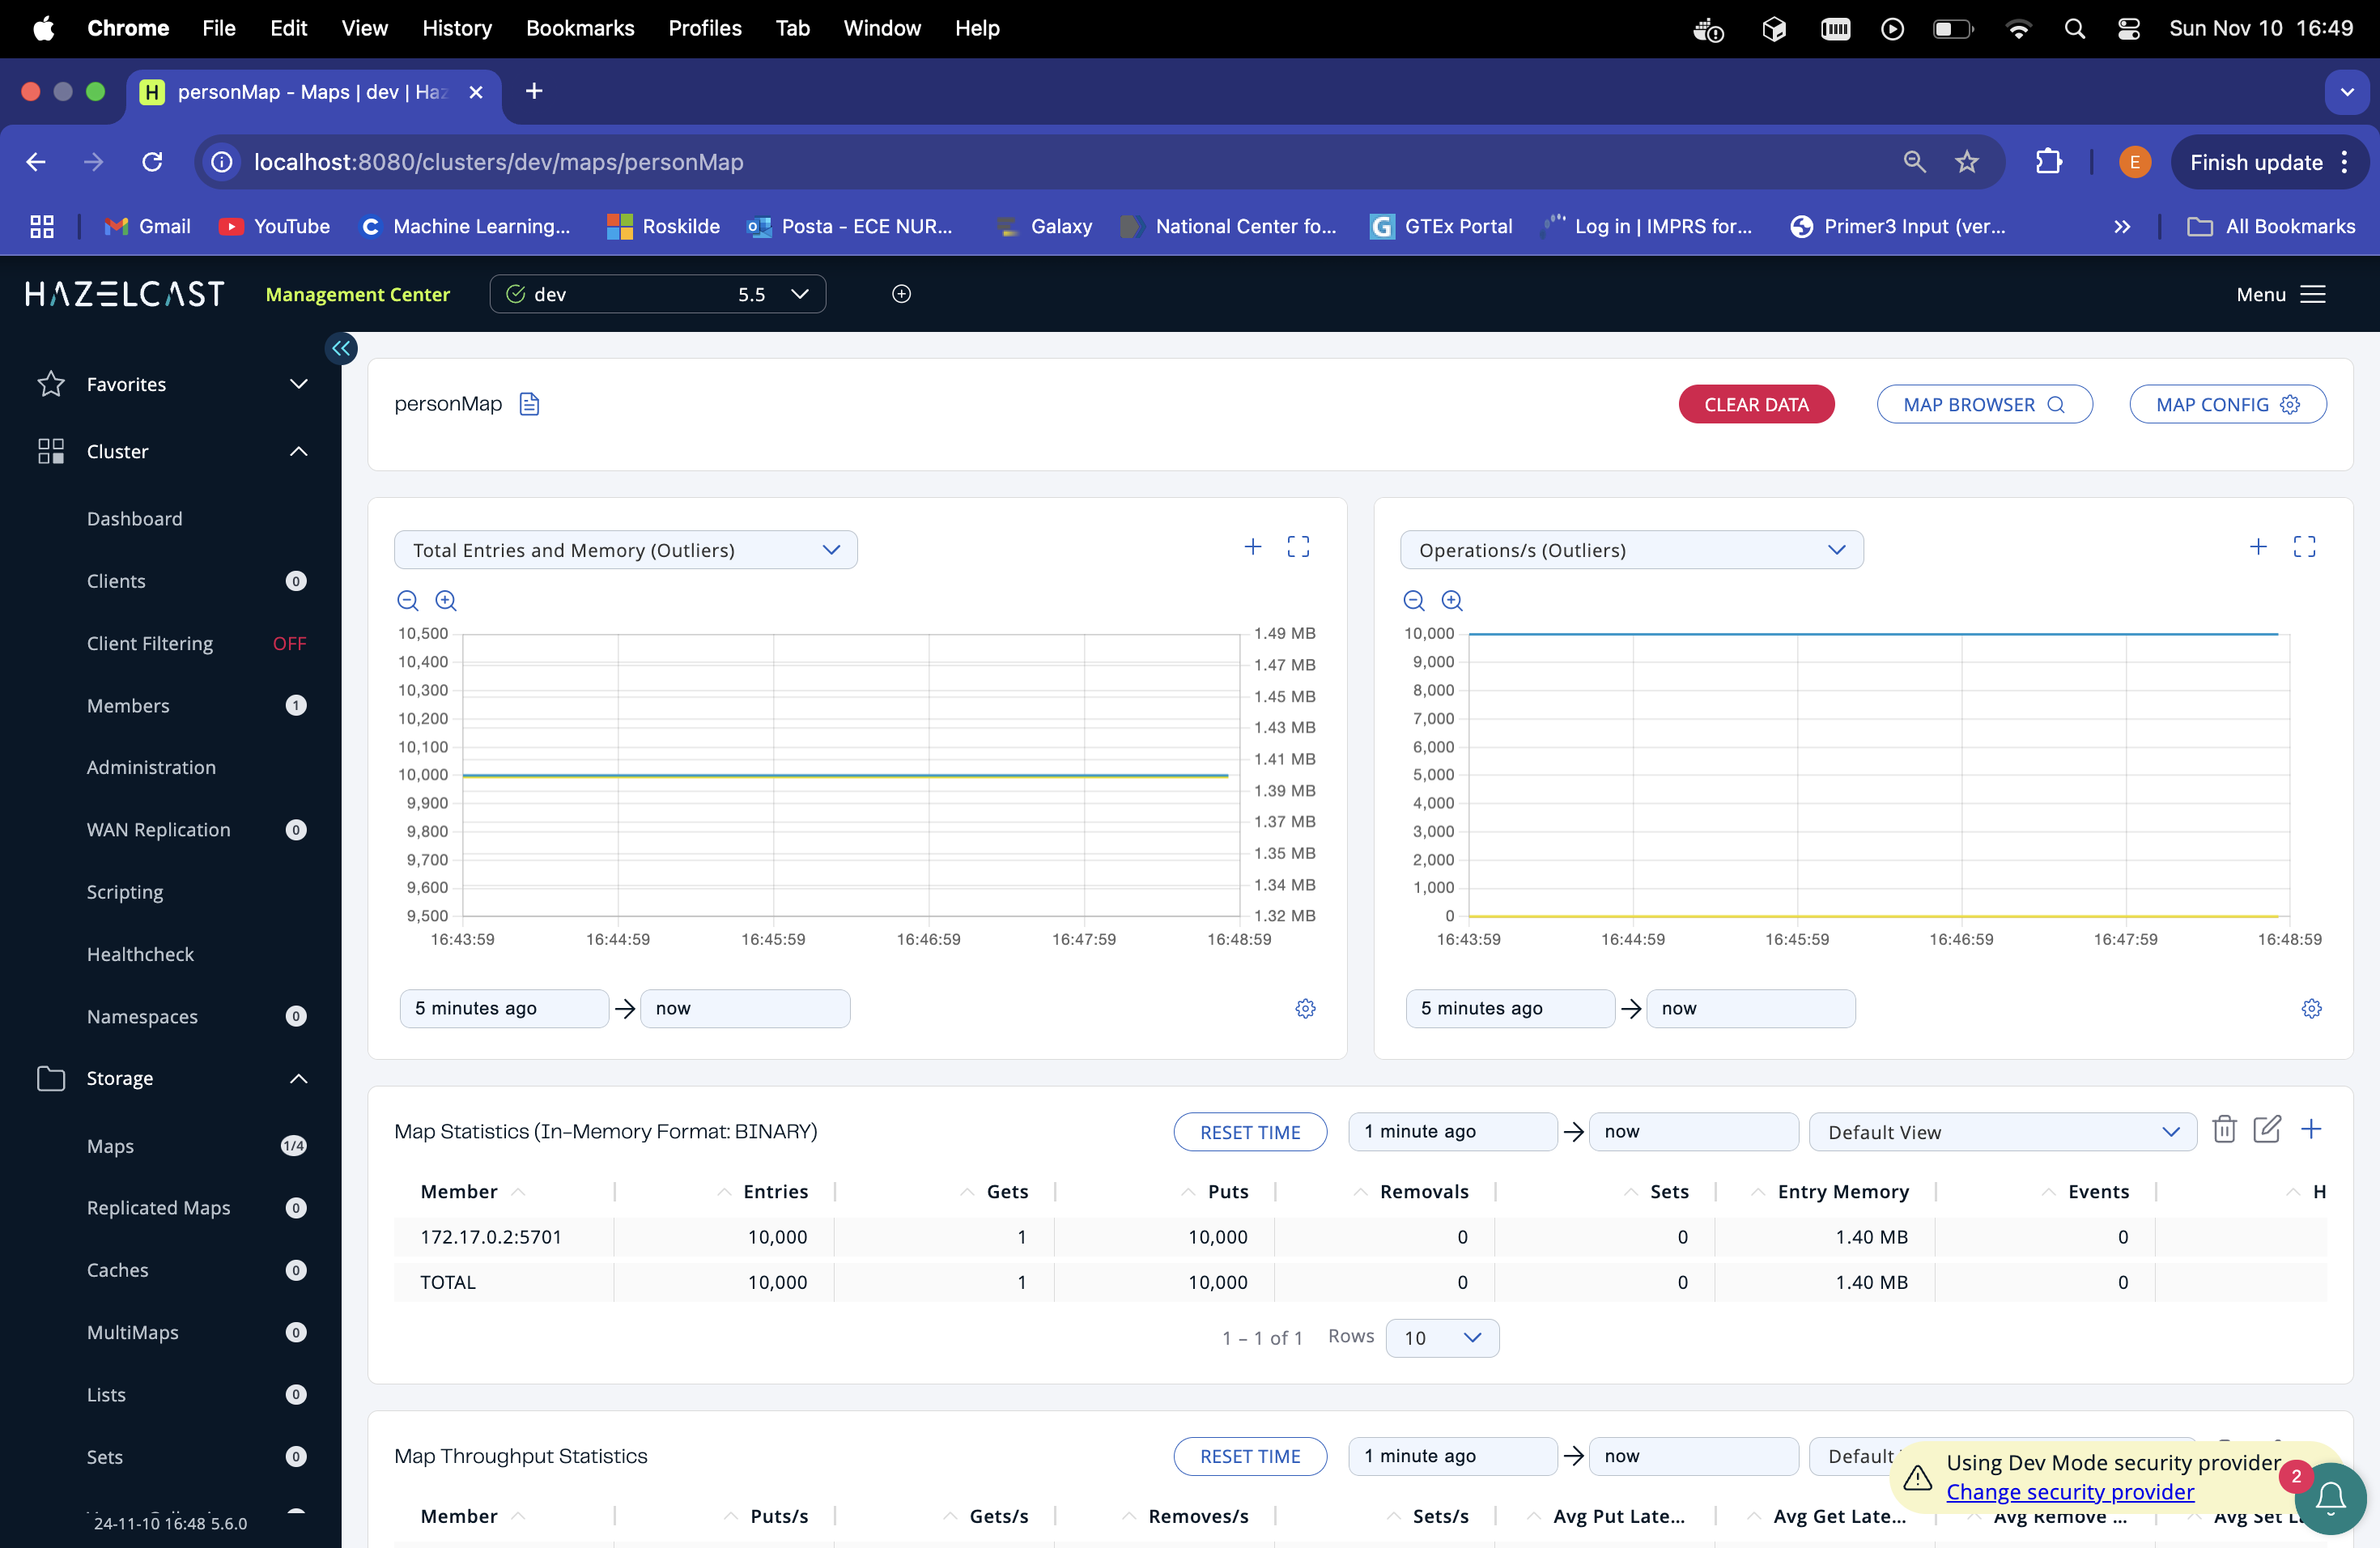 Chrome File Edit View History Bookmarks Profiles Tab Window Help Sun Nov 10 16:49
H personMap - Maps | dev | Haz
localhost:8080/clusters/dev/maps/personMap E Finish update
Gmail YouTube Machine Learning... Roskilde Posta - ECE NUR... Galaxy National Center fo... GTEx Portal Log in | IMPRS for... Primer3 Input (ver... All Bookmarks
HAZELCAST Management Center dev 5.5 Menu
Favorites
Cluster
Dashboard
Clients 0
Client Filtering OFF
Members 1
Administration
WAN Replication 0
Scripting
Healthcheck
Namespaces 0
Storage
Maps 1/4
Replicated Maps 0
Caches 0
MultiMaps 0
Lists 0
Sets 0
24-11-10 16:48 5.6.0
personMap CLEAR DATA MAP BROWSER MAP CONFIG
Total Entries and Memory (Outliers)
10,500 1.49 MB
10,400 1.47 MB
10,300 1.45 MB
10,200 1.43 MB
10,100 1.41 MB
10,000 1.39 MB
9,900 1.37 MB
9,800 1.35 MB
9,700 1.34 MB
9,600 1.32 MB
9,500
16:43:59 16:44:59 16:45:59 16:46:59 16:47:59 16:48:59
5 minutes ago now
Operations/s (Outliers)
10,000
9,000
8,000
7,000
6,000
5,000
4,000
3,000
2,000
1,000
0
16:43:59 16:44:59 16:45:59 16:46:59 16:47:59 16:48:59
5 minutes ago now
Map Statistics (In-Memory Format: BINARY) RESET TIME 1 minute ago now Default View
Member Entries Gets Puts Removals Sets Entry Memory Events H
172.17.0.2:5701 10,000 1 10,000 0 0 1.40 MB 0
TOTAL 10,000 1 10,000 0 0 1.40 MB 0
1 – 1 of 1 Rows 10
Map Throughput Statistics RESET TIME 1 minute ago now Default
Member Puts/s Gets/s Removes/s Sets/s Avg Put Late... Avg Get Late... Avg Remove ... Avg Set L
Using Dev Mode security provider
Change security provider
2